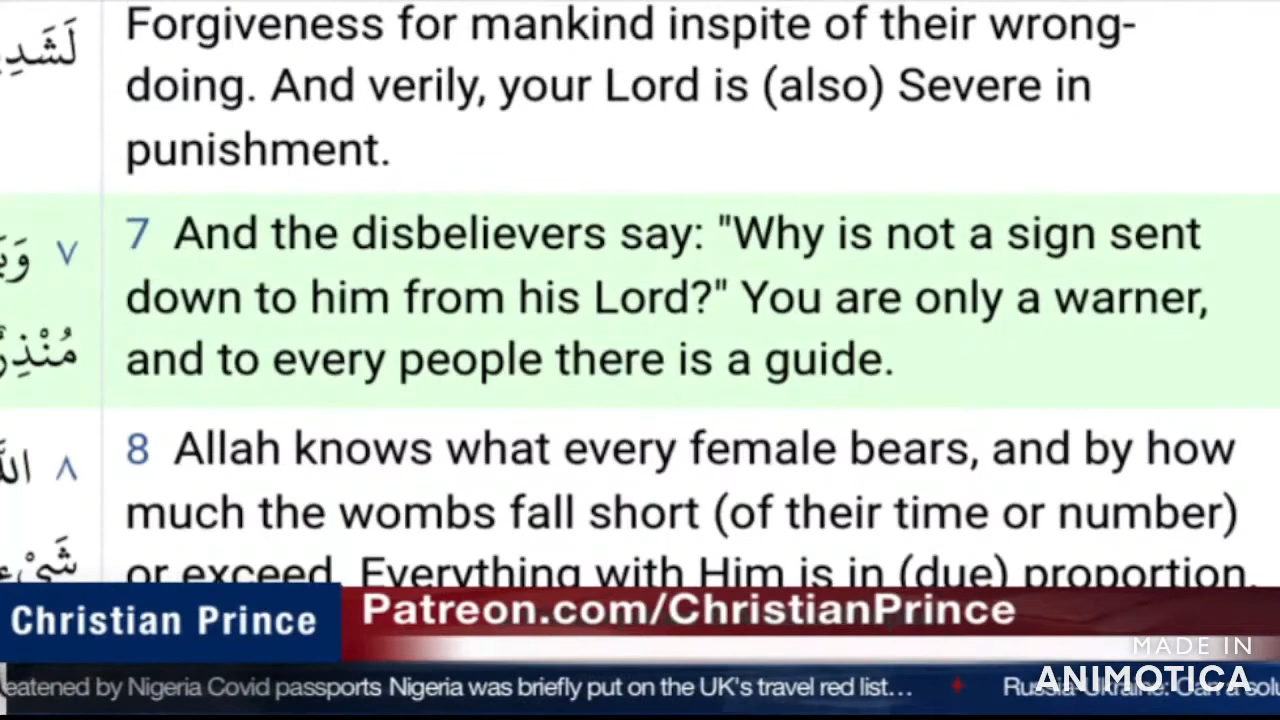 Forgiveness for mankind inspite of their wrong-
doing. And verily, your Lord is (also) Severe in
punishment.
7 And the disbelievers say: "Why is not a sign sent
down to him from his Lord?" You are only a warner,
and to every people there is a guide.
8 Allah knows what every female bears, and by how
much the wombs fall short (of their time or number)
or exceed. Everything with Him is in (due) proportion.
٧
مُنْذِرٌ
٨
Christian Prince
Patreon.com/ChristianPrince
MADE IN
ANIMOTICA
Nigeria Covid passports Nigeria was briefly put on the UK's travel red list...
Russia-Ukraine: